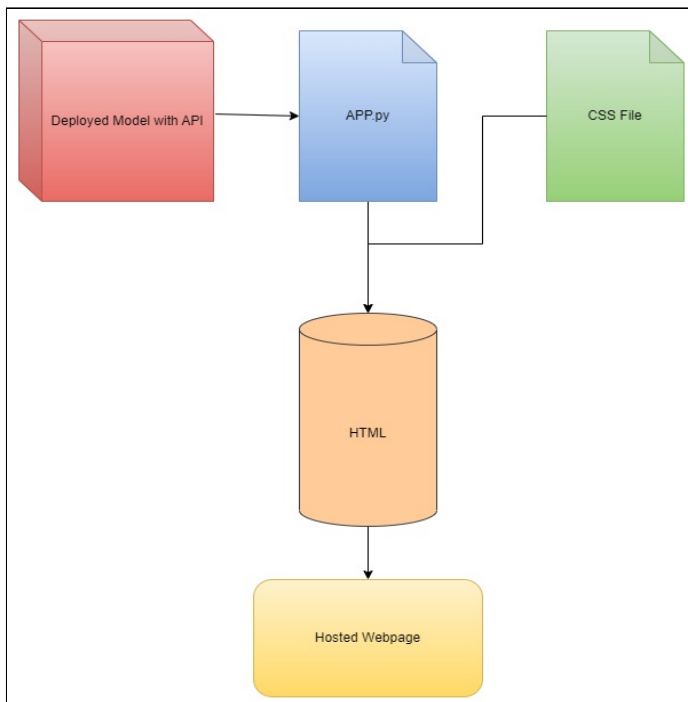 Deployed Model with API
APP.py
CSS File
HTML
Hosted Webpage